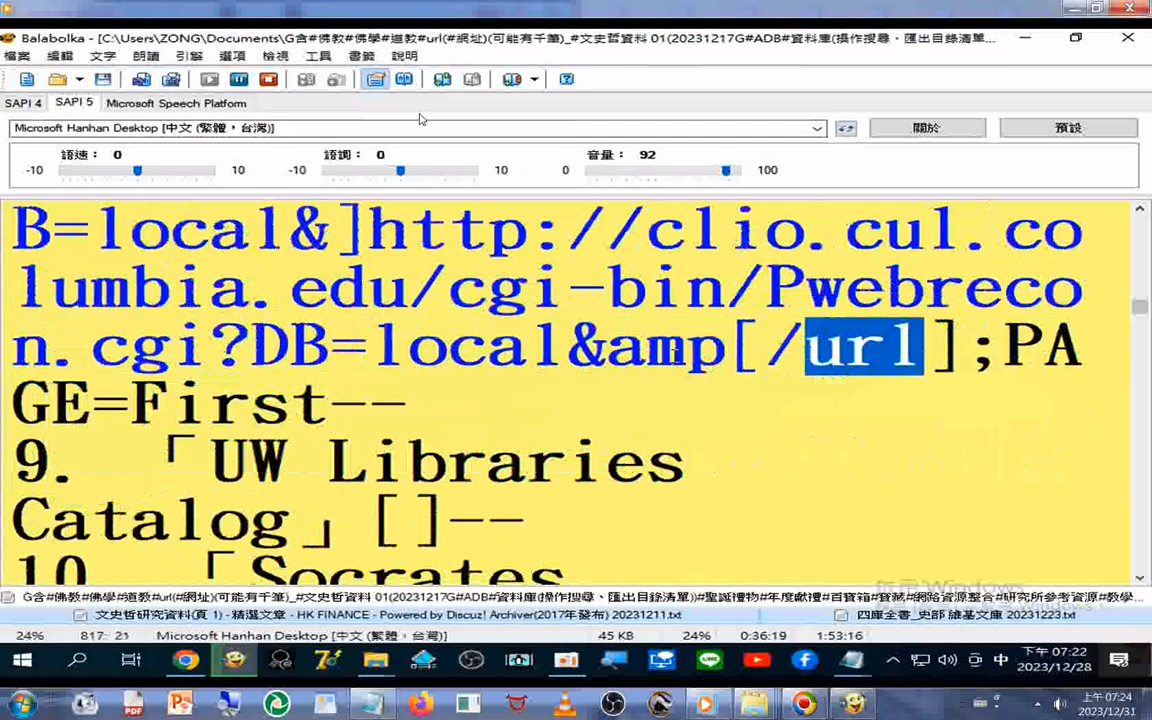 Balabolka - [C:\Users\ZONG\Documents\G含#佛教#佛學#道教#url(#網址)(可能有千筆)_#文史哲資料 01(20231217G#ADB#資料庫(操作搜尋、匯出目錄清單...
檔案 編輯 文字 朗讀 引擎 選項 檢視 工具 書籤 說明
SAPI 4 SAPI 5 Microsoft Speech Platform
Microsoft Hanhan Desktop [中文 (繁體，台灣)] 關於 預設
語速： 0 語調： 0 音量： 92
-10 10 -10 10 0 100
B=local&]http://clio.cul.co
lumbia.edu/cgi-bin/Pwebreco
n.cgi?DB=local&amp[/url];PA
GE=First--
9. 「UW Libraries
Catalog」[]--
10. 「Socrates
G含#佛教#佛學#道教#url(#網址)(可能有千筆)_#文史哲資料 01(20231217G#ADB#資料庫(操作搜尋、匯出目錄清單))#聖誕禮物#年度獻禮#百寶箱#寶藏#網路資源整合#研究所參考資源#教學...
文史哲研究資料(頁 1) - 精選文章 - HK FINANCE - Powered by Discuz! Archiver(2017年發布) 20231211.txt 四庫全書_史部 維基文庫 20231223.txt
24% 817: 21 Microsoft Hanhan Desktop [中文 (繁體，台灣)] 45 KB 24% 0:36:19 1:53:16
中 下午 07:22
2023/12/28
上午 07:24
2023/12/31